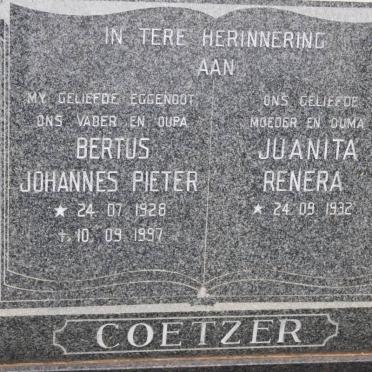 IN TERE HERINNERING
AAN
MY GELIEFDE EGGENOOT
ONS VADER EN OUPA
BERTUS
JOHANNES PIETER
★ 24. 07. 1928
† 10. 09. 1997
ONS GELIEFDE
MOEDER EN OUMA
JUANITA
RENERA
★ 24. 09. 1932
COETZER